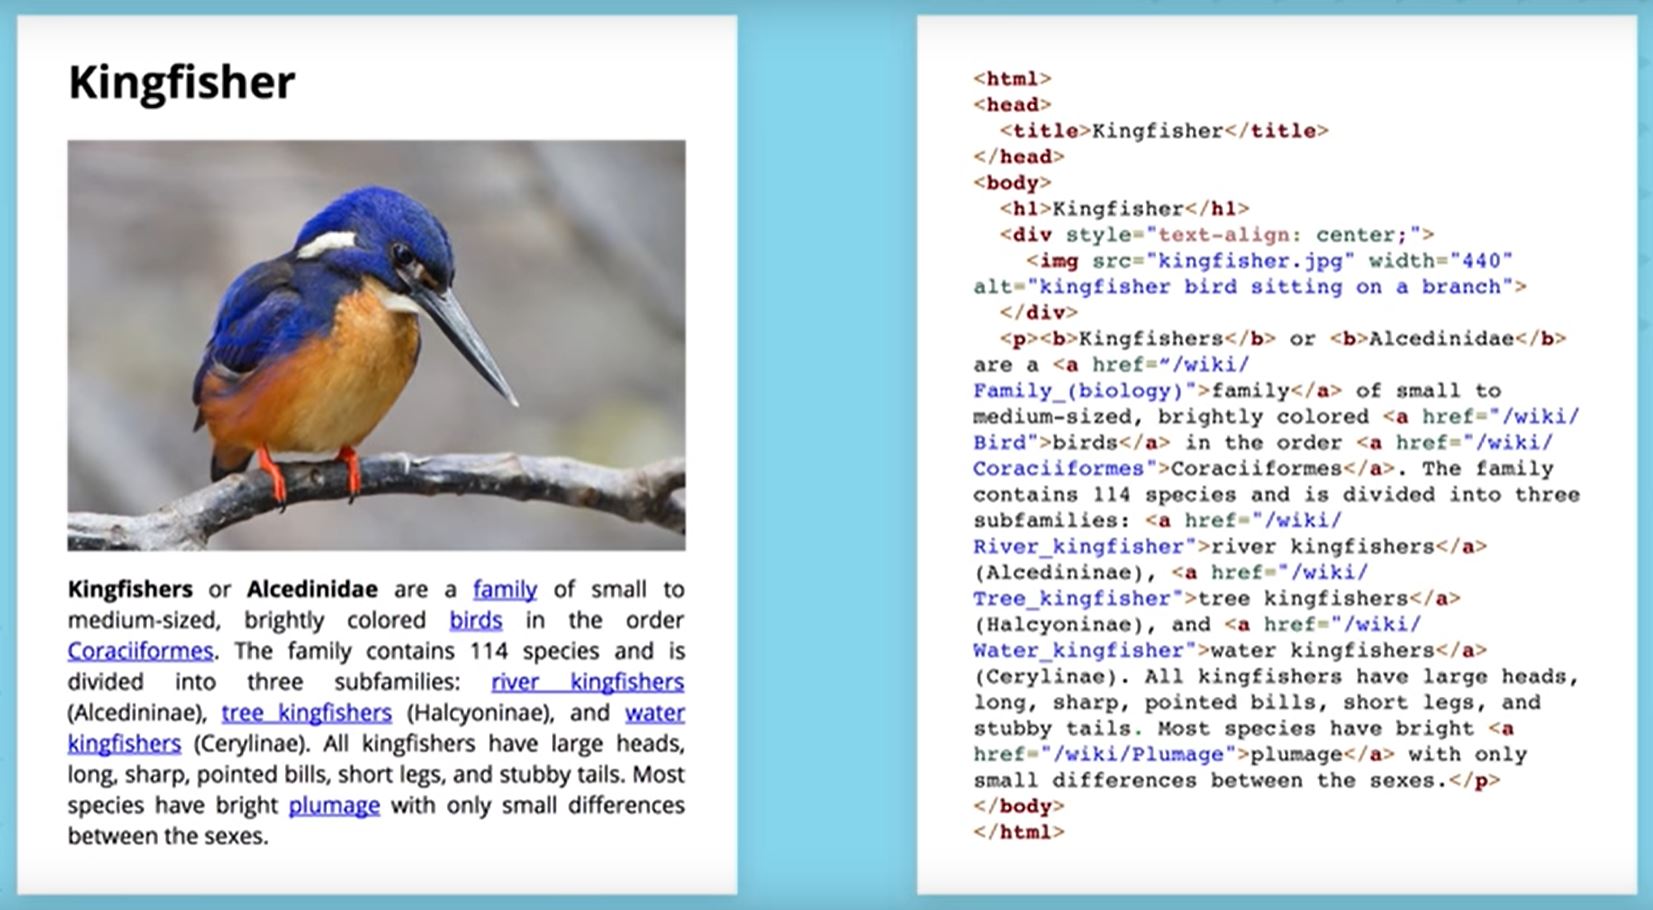 Kingfisher
Kingfishers or Alcedinidae are a family of small to
medium-sized, brightly colored birds in the order
Coraciiformes. The family contains 114 species and is
divided into three subfamilies: river kingfishers
(Alcedininae), tree kingfishers (Halcyoninae), and water
kingfishers (Cerylinae). All kingfishers have large heads,
long, sharp, pointed bills, short legs, and stubby tails. Most
species have bright plumage with only small differences
between the sexes.
<html>
<head>
  <title>Kingfisher</title>
</head>
<body>
  <h1>Kingfisher</h1>
  <div style="text-align: center;">
    <img src="kingfisher.jpg" width="440"
alt="kingfisher bird sitting on a branch">
  </div>
  <p><b>Kingfishers</b> or <b>Alcedinidae</b>
are a <a href=“/wiki/
Family_(biology)">family</a> of small to
medium-sized, brightly colored <a href="/wiki/
Bird">birds</a> in the order <a href="/wiki/
Coraciiformes">Coraciiformes</a>. The family
contains 114 species and is divided into three
subfamilies: <a href="/wiki/
River_kingfisher">river kingfishers</a>
(Alcedininae), <a href="/wiki/
Tree_kingfisher">tree kingfishers</a>
(Halcyoninae), and <a href="/wiki/
Water_kingfisher">water kingfishers</a>
(Cerylinae). All kingfishers have large heads,
long, sharp, pointed bills, short legs, and
stubby tails. Most species have bright <a
href="/wiki/Plumage">plumage</a> with only
small differences between the sexes.</p>
</body>
</html>